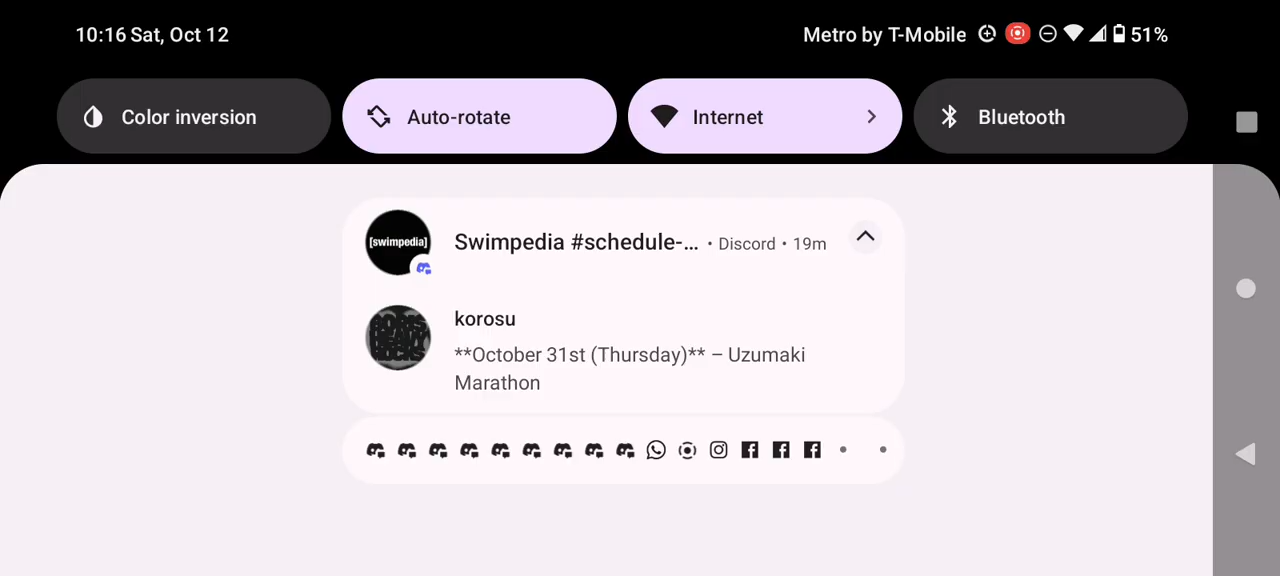 10:16 Sat, Oct 12
Metro by T-Mobile 51%
Color inversion
Auto-rotate
Internet
Bluetooth
[swimpedia]
Swimpedia #schedule-… • Discord • 19m
korosu
**October 31st (Thursday)** – Uzumaki
Marathon